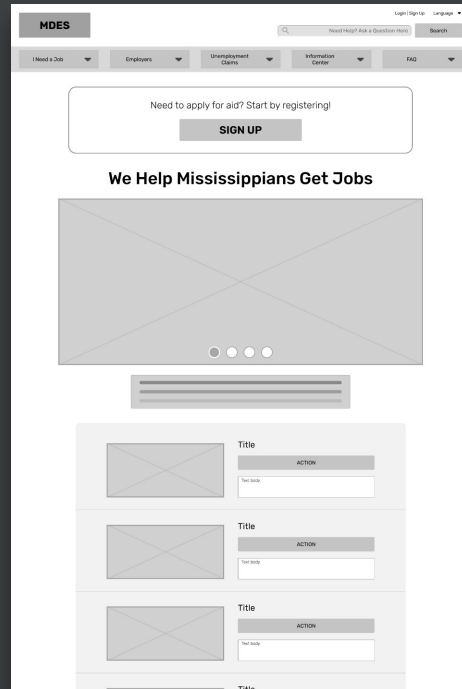 Login | Sign Up Language
MDES
Need Help? Ask a Question Here
Search
I Need a Job
Employers
Unemployment
Claims
Information
Center
FAQ
Need to apply for aid? Start by registering!
SIGN UP
We Help Mississippians Get Jobs
Title
ACTION
Text body
Title
ACTION
Text body
Title
ACTION
Text body
Title